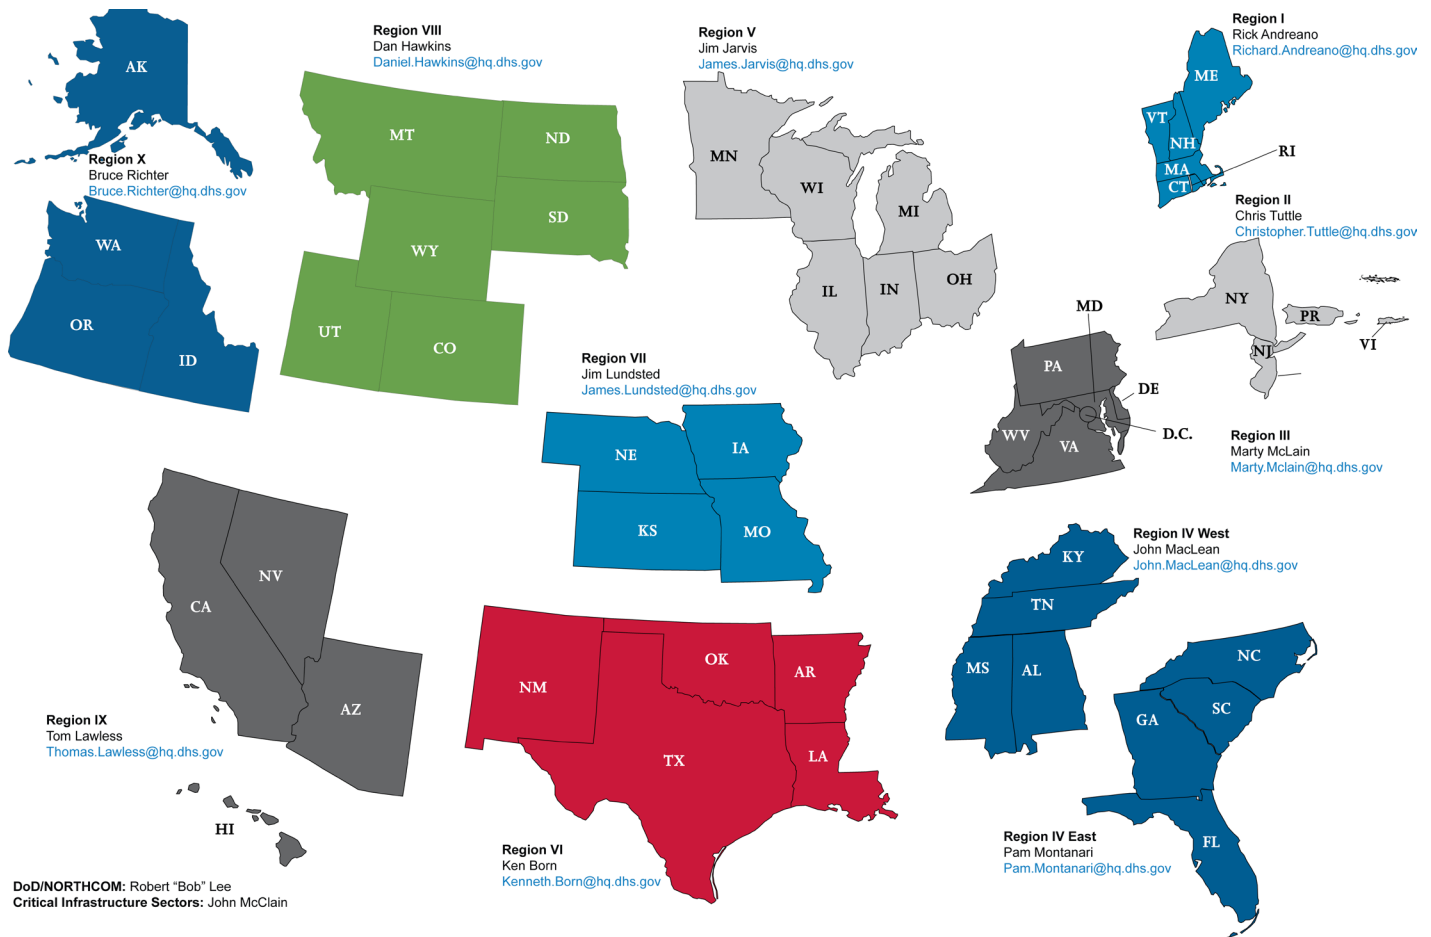 AK
Region X
Bruce Richter
Bruce.Richter@hq.dhs.gov
WA
OR
ID
Region VIII
Dan Hawkins
Daniel.Hawkins@hq.dhs.gov
MT
ND
SD
WY
UT
CO
Region V
Jim Jarvis
James.Jarvis@hq.dhs.gov
MN
WI
MI
IL
IN
OH
Region I
Rick Andreano
Richard.Andreano@hq.dhs.gov
ME
VT
NH
MA
CT
RI
Region II
Chris Tuttle
Christopher.Tuttle@hq.dhs.gov
NY
PR
VI
NJ
MD
PA
DE
D.C.
WV
VA
Region III
Marty McLain
Marty.Mclain@hq.dhs.gov
Region VII
Jim Lundsted
James.Lundsted@hq.dhs.gov
NE
IA
KS
MO
CA
NV
AZ
Region IX
Tom Lawless
Thomas.Lawless@hq.dhs.gov
HI
NM
OK
AR
TX
LA
Region VI
Ken Born
Kenneth.Born@hq.dhs.gov
Region IV West
John MacLean
John.MacLean@hq.dhs.gov
KY
TN
MS
AL
NC
SC
GA
FL
Region IV East
Pam Montanari
Pam.Montanari@hq.dhs.gov
DoD/NORTHCOM: Robert “Bob” Lee
Critical Infrastructure Sectors: John McClain